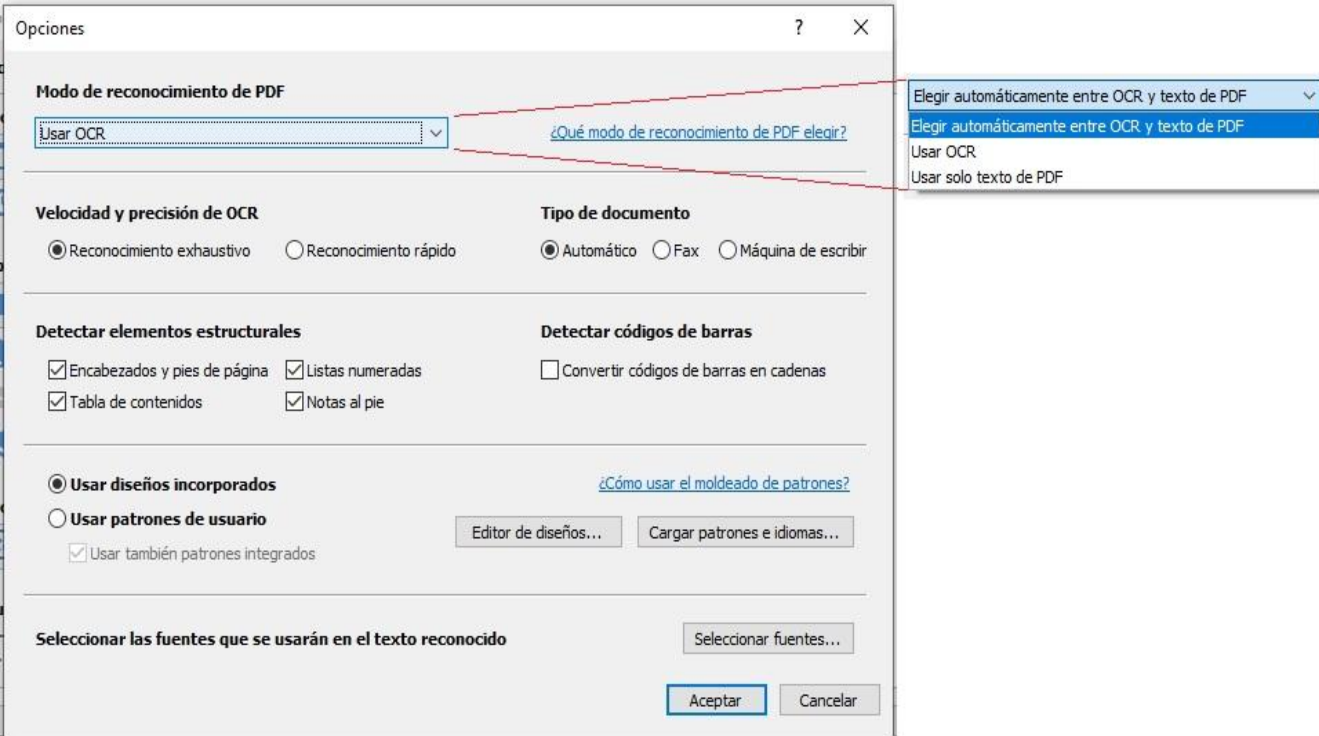 Opciones
?
Modo de reconocimiento de PDF
Usar OCR
¿Qué modo de reconocimiento de PDF elegir?
Elegir automáticamente entre OCR y texto de PDF
Elegir automáticamente entre OCR y texto de PDF
Usar OCR
Usar solo texto de PDF
Velocidad y precisión de OCR
Reconocimiento exhaustivo
Reconocimiento rápido
Tipo de documento
Automático
Fax
Máquina de escribir
Detectar elementos estructurales
Encabezados y pies de página
Listas numeradas
Tabla de contenidos
Notas al pie
Detectar códigos de barras
Convertir códigos de barras en cadenas
Usar diseños incorporados
¿Cómo usar el moldeado de patrones?
Usar patrones de usuario
Usar también patrones integrados
Editor de diseños...
Cargar patrones e idiomas...
Seleccionar las fuentes que se usarán en el texto reconocido
Seleccionar fuentes...
Aceptar
Cancelar